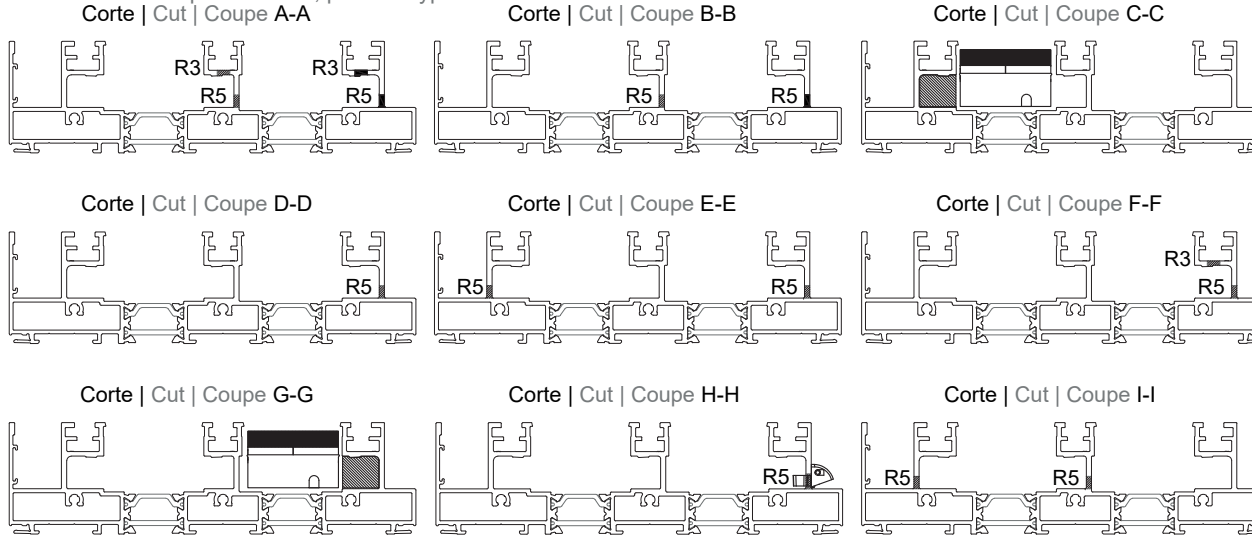 Corte | Cut | Coupe A-A
Corte | Cut | Coupe B-B
Corte | Cut | Coupe C-C
R3
R3
R5
R5
R5
R5
Corte | Cut | Coupe D-D
Corte | Cut | Coupe E-E
Corte | Cut | Coupe F-F
R5
R5
R5
R3
R5
Corte | Cut | Coupe G-G
Corte | Cut | Coupe H-H
Corte | Cut | Coupe I-I
R5
R5
R5